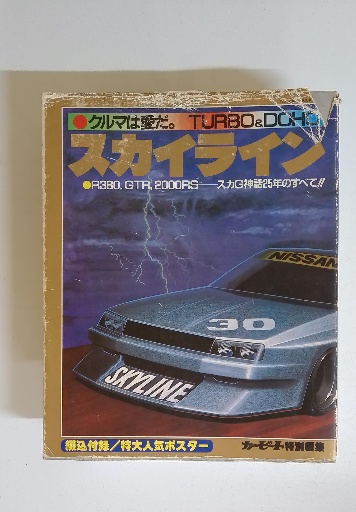 ●クルマは愛だ。 TURBO&DOHC
スカイライン
●R380, GTR, 2000RS──スカG神話25年のすべて!!
NISSAN
30
SKYLINE
綴込付録/特大人気ポスター
カービート特別編集